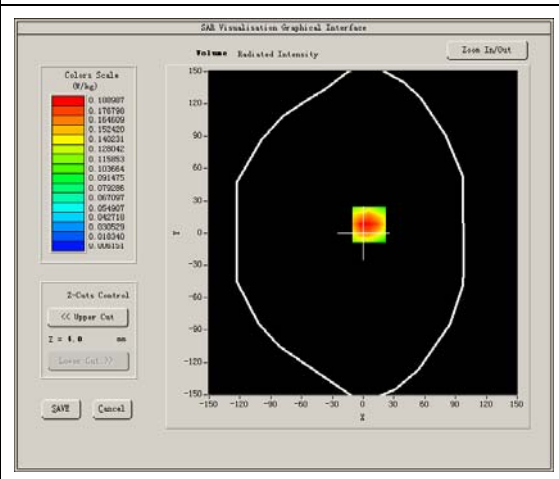 SAR Visualisation Graphical Interface
Volume Radiated Intensity
Zoom In/Out
Colors Scale
(W/kg)
0.188987
0.176798
0.164609
0.152420
0.140231
0.128042
0.115853
0.103664
0.091475
0.079286
0.067097
0.054907
0.042718
0.030529
0.018340
0.006151
Z-Cuts Control
<< Upper Cut
Z = 4.0 mm
Lower Cut >>
SAVE
Cancel
150
120
90
60
30
0
-30
-60
-90
-120
-150
Y
-150 -120 -90 -60 -30 0 30 60 90 120 150
X